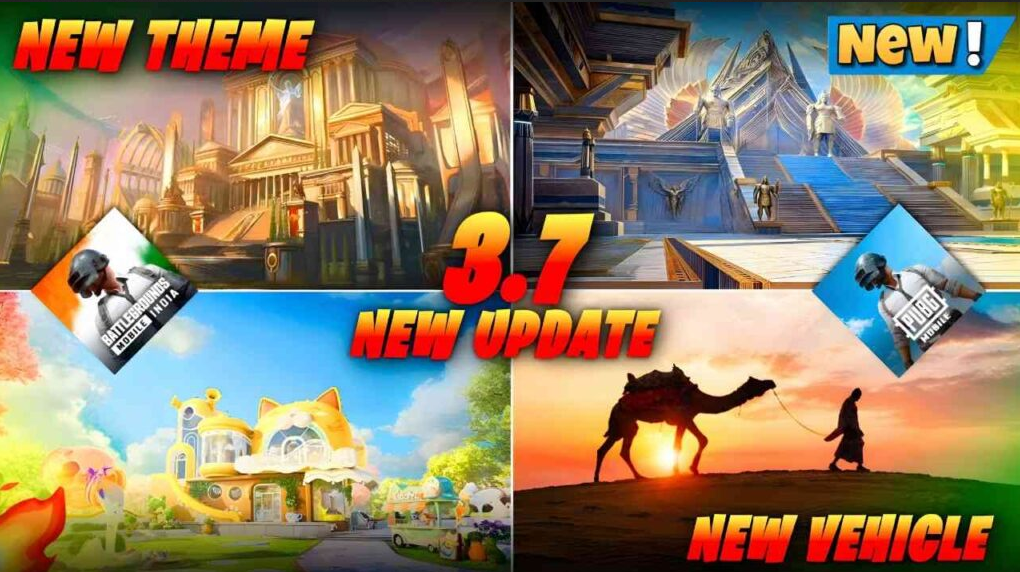 NEW THEME
New!
3.7
NEW UPDATE
BATTLEGROUNDS
MOBILE INDIA
PUBG
MOBILE
NEW VEHICLE